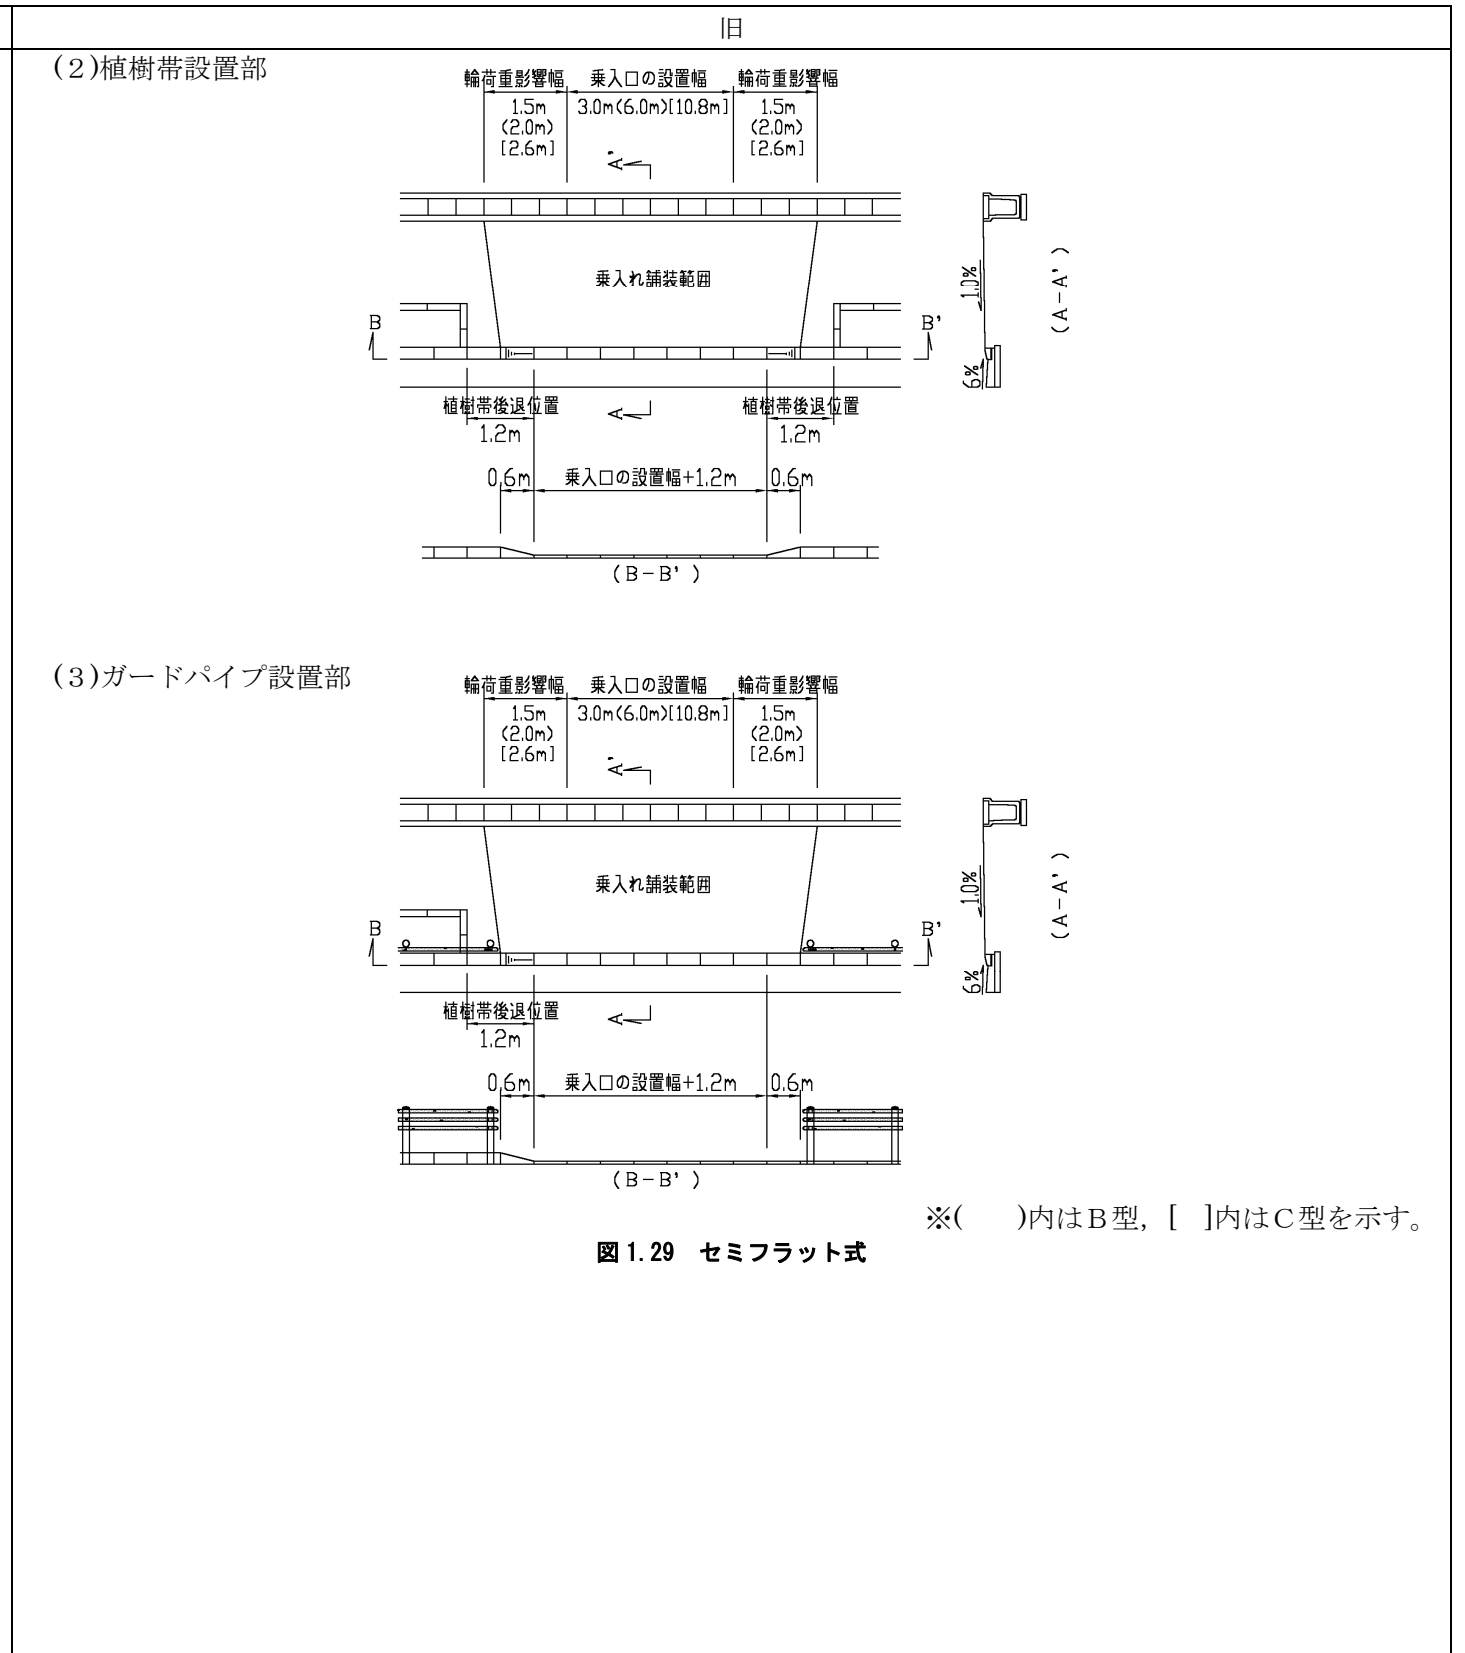 旧
(2)植樹帯設置部
輪荷重影響幅 乗入口の設置幅 輪荷重影響幅
1.5m 3.0m(6.0m)[10.8m] 1.5m
(2.0m) (2.0m)
[2.6m] [2.6m]
A'
乗入れ舗装範囲
1.0%
(A-A')
B B'
6%
植樹帯後退位置 A 植樹帯後退位置
1.2m 1.2m
0.6m 乗入口の設置幅+1.2m 0.6m
(B-B')
(3)ガードパイプ設置部
輪荷重影響幅 乗入口の設置幅 輪荷重影響幅
1.5m 3.0m(6.0m)[10.8m] 1.5m
(2.0m) (2.0m)
[2.6m] [2.6m]
A'
乗入れ舗装範囲
1.0%
(A-A')
B B'
6%
植樹帯後退位置 A
1.2m
0.6m 乗入口の設置幅+1.2m 0.6m
(B-B')
※(　)内はB型，[　]内はC型を示す。
図 1.29　セミフラット式